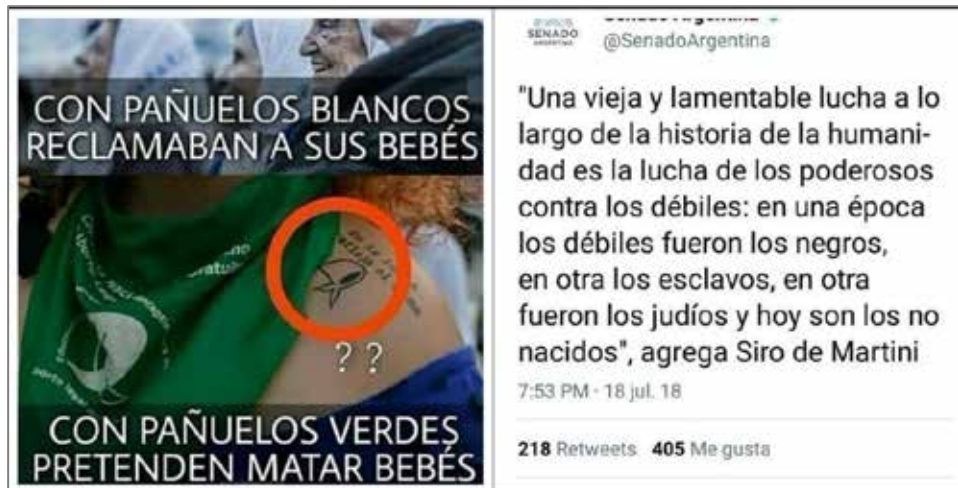 CON PAÑUELOS BLANCOS
RECLAMABAN A SUS BEBÉS
? ?
CON PAÑUELOS VERDES
PRETENDEN MATAR BEBÉS
SENADO
ARGENTINA
@SenadoArgentina
"Una vieja y lamentable lucha a lo
largo de la historia de la humani-
dad es la lucha de los poderosos
contra los débiles: en una época
los débiles fueron los negros,
en otra los esclavos, en otra
fueron los judíos y hoy son los no
nacidos", agrega Siro de Martini
7:53 PM · 18 jul. 18
218 Retweets 405 Me gusta